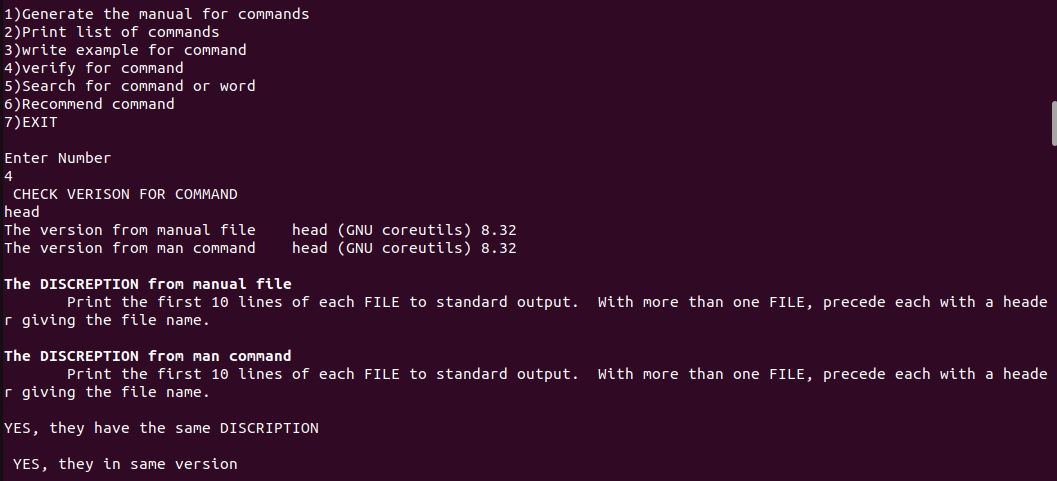 1)Generate the manual for commands
2)Print list of commands
3)write example for command
4)verify for command
5)Search for command or word
6)Recommend command
7)EXIT
Enter Number
4
CHECK VERISON FOR COMMAND
head
The version from manual file    head (GNU coreutils) 8.32
The version from man command    head (GNU coreutils) 8.32
The DISCREPTION from manual file
Print the first 10 lines of each FILE to standard output.  With more than one FILE, precede each with a heade
r giving the file name.
The DISCREPTION from man command
Print the first 10 lines of each FILE to standard output.  With more than one FILE, precede each with a heade
r giving the file name.
YES, they have the same DISCRIPTION
YES, they in same version